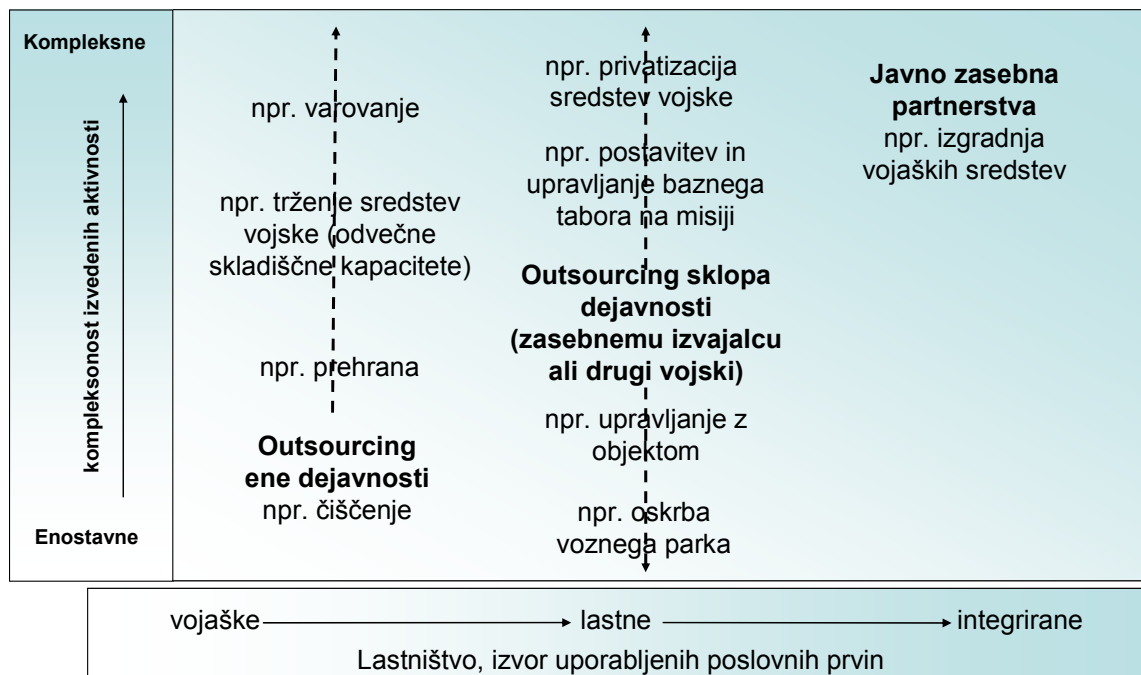 Kompleksne
kompleksonost izvedenih aktivnosti
Enostavne
npr. varovanje
npr. trženje sredstev
vojske (odvečne
skladiščne kapacitete)
npr. prehrana
Outsourcing
ene dejavnosti
npr. čiščenje
npr. privatizacija
sredstev vojske
npr. postavitev in
upravljanje baznega
tabora na misiji
Outsourcing sklopa
dejavnosti
(zasebnemu izvajalcu
ali drugi vojski)
npr. upravljanje z
objektom
npr. oskrba
voznega parka
Javno zasebna
partnerstva
npr. izgradnja
vojaških sredstev
vojaške lastne integrirane
Lastništvo, izvor uporabljenih poslovnih prvin